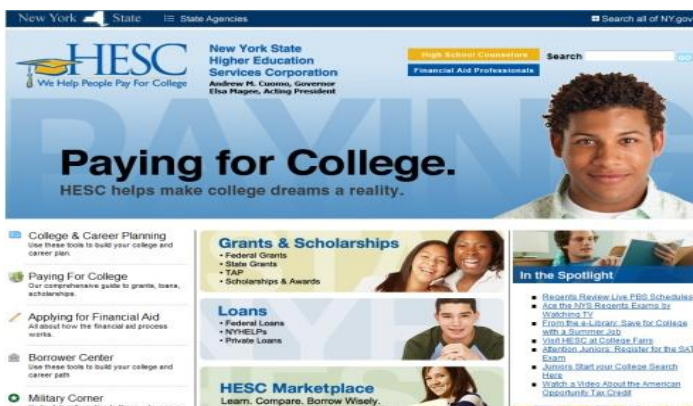 New York State
State Agencies
Search all of NY.gov
HESC
We Help People Pay For College
New York State
Higher Education
Services Corporation
Andrew M. Cuomo, Governor
Elsa Magee, Acting President
High School Counselors
Financial Aid Professionals
Search
GO
PAYING
Paying for College.
HESC helps make college dreams a reality.
College & Career Planning
Use these tools to build your college and
career plan.
Paying For College
Our comprehensive guide to grants, loans,
scholarships.
Applying for Financial Aid
All about how the financial aid process
works.
Borrower Center
Use these tools to build your college and
career path
Military Corner
Grants & Scholarships
• Federal Grants
• State Grants
• TAP
• Scholarships & Awards
Loans
• Federal Loans
• NYHELPs
• Private Loans
HESC Marketplace
Learn. Compare. Borrow Wisely.
In the Spotlight
Regents Review Live PBS Schedules
Ace the NYS Regents Exams by
Watching TV
From the e-Library: Save for College
with a Summer Job
Visit HESC at College Fairs
Attention Juniors: Register for the SAT
Exam
Juniors Start your College Search
Here
Watch a Video About the American
Opportunity Tax Credit